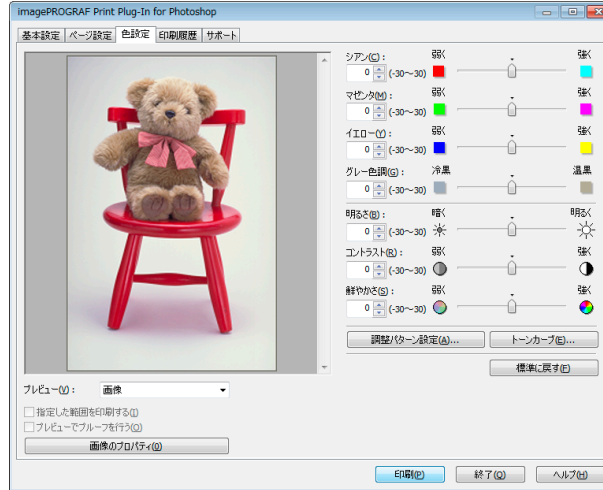 imagePROGRAF Print Plug-In for Photoshop
基本設定 ページ設定 色設定 印刷履歴 サポート
シアン(C): 弱く 強く
0 (-30～30)
マゼンタ(M): 弱く 強く
0 (-30～30)
イエロー(Y): 弱く 強く
0 (-30～30)
グレー色調(G): 冷黒 温黒
0 (-30～30)
明るさ(B): 暗く 明るく
0 (-30～30)
コントラスト(R): 弱く 強く
0 (-30～30)
鮮やかさ(S): 弱く 強く
0 (-30～30)
調整パターン設定(A)... トーンカーブ(E)...
標準に戻す(F)
プレビュー(V): 画像
指定した範囲を印刷する(I)
プレビューでプルーフを行う(L)
画像のプロパティ(O)
印刷(P) 終了(Q) ヘルプ(H)